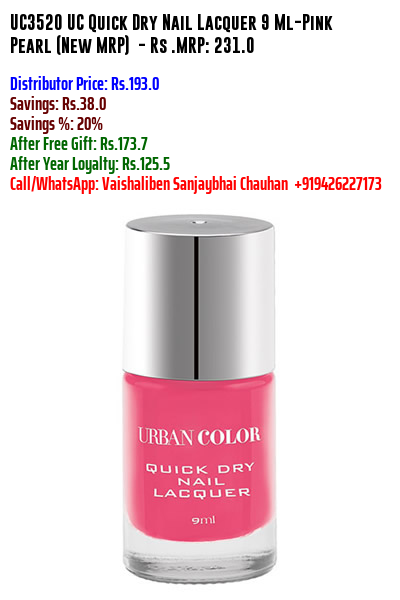 UC3520 UC Quick Dry Nail Lacquer 9 Ml-Pink
Pearl (New MRP) - Rs .MRP: 231.0
Distributor Price: Rs.193.0
Savings: Rs.38.0
Savings %: 20%
After Free Gift: Rs.173.7
After Year Loyalty: Rs.125.5
Call/WhatsApp: Vaishaliben Sanjaybhai Chauhan +919426227173
URBAN COLOR
QUICK DRY
NAIL
LACQUER
9ml